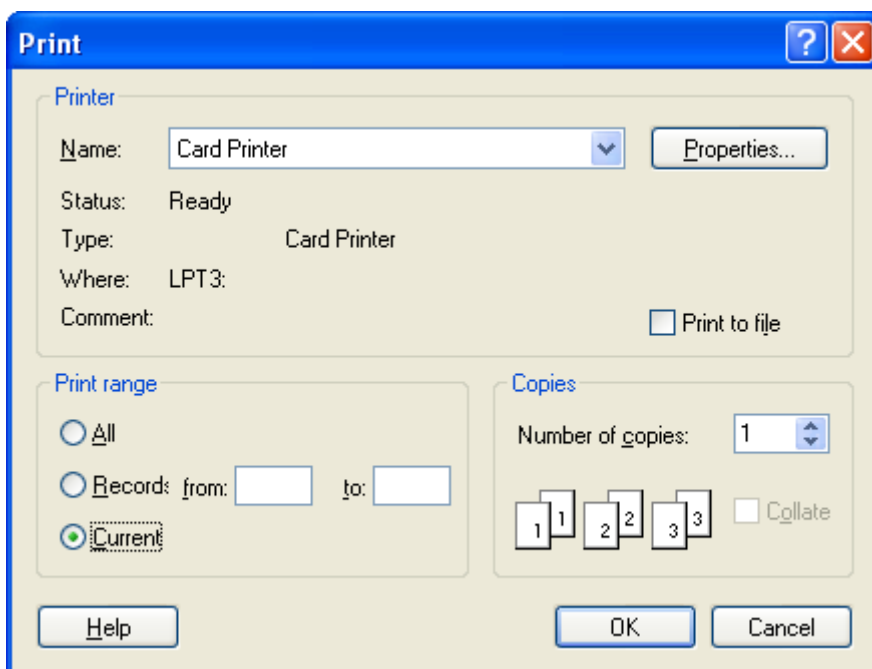 Print
Printer
Name: Card Printer Properties...
Status: Ready
Type: Card Printer
Where: LPT3:
Comment:
Print to file
Print range
All
Records from: to:
Current
Copies
Number of copies: 1
1 1 2 2 3 3
Collate
Help OK Cancel